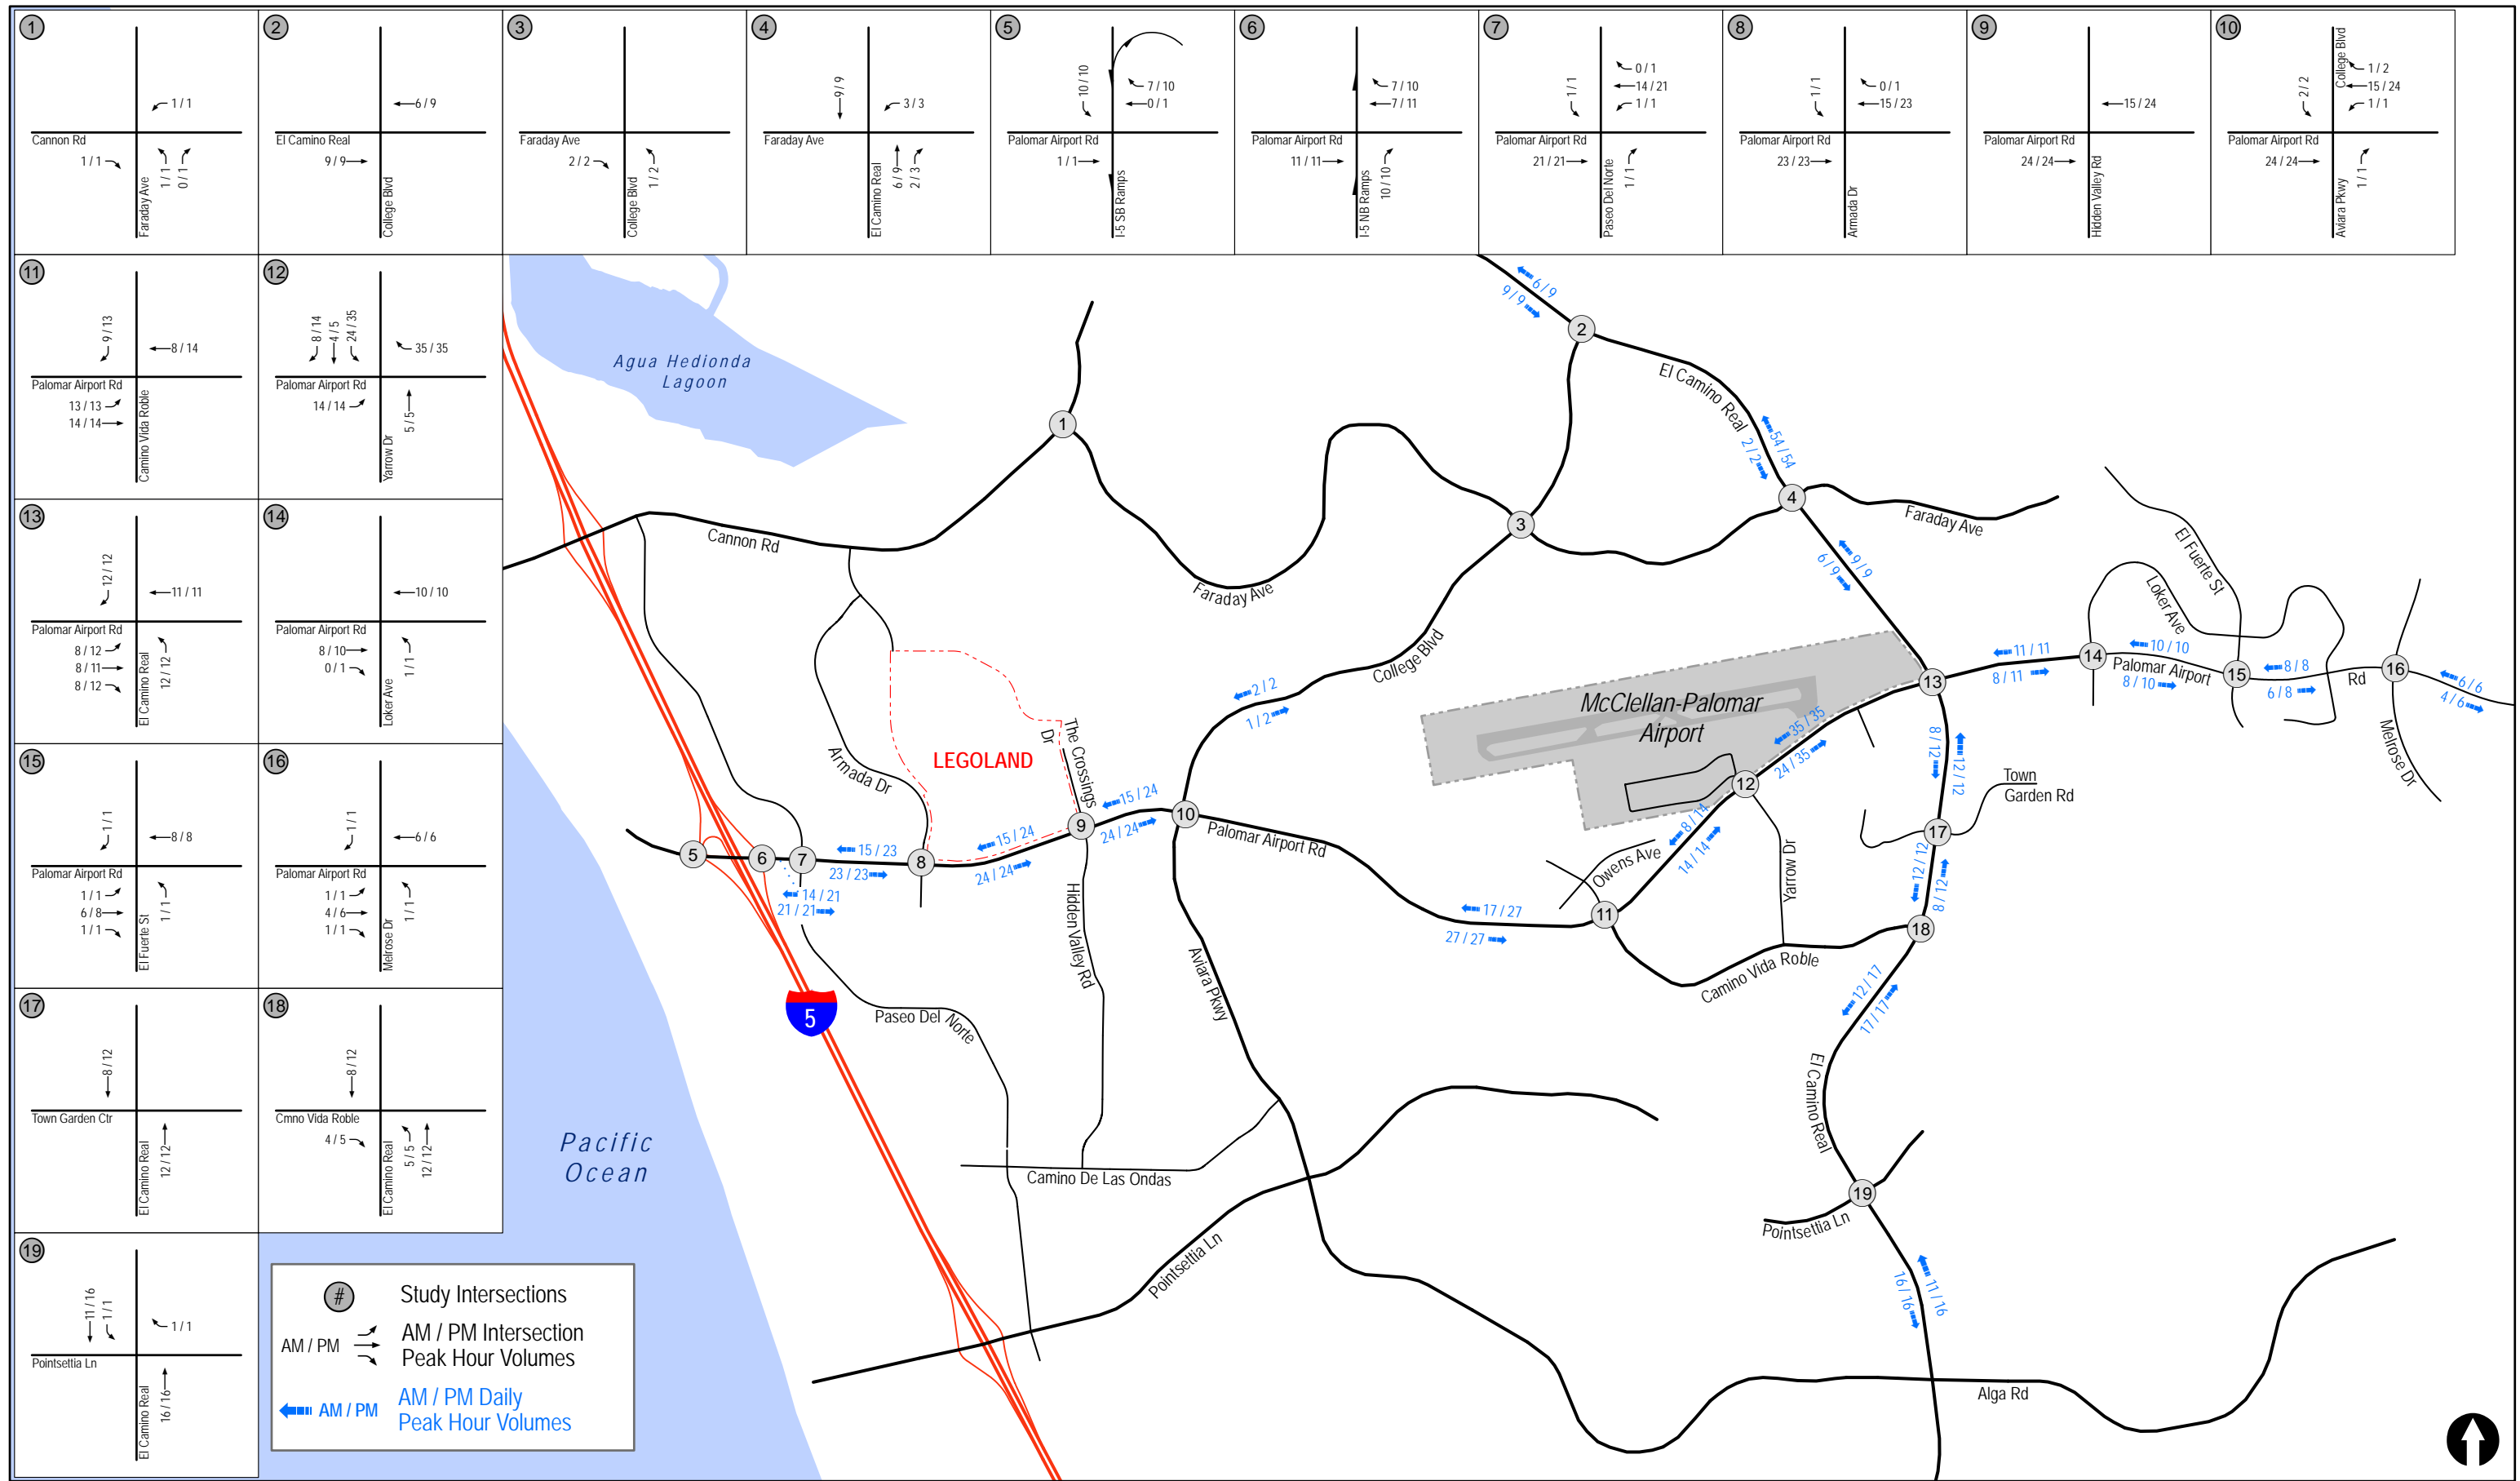 1
1 / 1
Cannon Rd
1 / 1
Faraday Ave
1 / 1
0 / 1
2
6 / 9
El Camino Real
9 / 9
College Blvd
3
Faraday Ave
2 / 2
College Blvd
1 / 2
4
9 / 9
3 / 3
Faraday Ave
El Camino Real
6 / 9
2 / 3
5
10 / 10
7 / 10
0 / 1
Palomar Airport Rd
1 / 1
I-5 SB Ramps
6
7 / 10
7 / 11
Palomar Airport Rd
11 / 11
I-5 NB Ramps
10 / 10
7
1 / 1
0 / 1
14 / 21
1 / 1
Palomar Airport Rd
21 / 21
Paseo Del Norte
1 / 1
8
1 / 1
0 / 1
15 / 23
Palomar Airport Rd
23 / 23
Armada Dr
9
15 / 24
Palomar Airport Rd
24 / 24
Hidden Valley Rd
10
2 / 2
College Blvd
1 / 2
15 / 24
1 / 1
Palomar Airport Rd
24 / 24
Aviara Pkwy
1 / 1
11
9 / 13
8 / 14
Palomar Airport Rd
13 / 13
14 / 14
Camino Vida Roble
12
8 / 14
4 / 5
24 / 35
35 / 35
Palomar Airport Rd
14 / 14
Yarrow Dr
5 / 5
13
12 / 12
11 / 11
Palomar Airport Rd
8 / 12
8 / 11
8 / 12
El Camino Real
12 / 12
14
10 / 10
Palomar Airport Rd
8 / 10
0 / 1
Loker Ave
1 / 1
15
1 / 1
8 / 8
Palomar Airport Rd
1 / 1
6 / 8
1 / 1
El Fuerte St
1 / 1
16
1 / 1
6 / 6
Palomar Airport Rd
1 / 1
4 / 6
1 / 1
Melrose Dr
1 / 1
17
8 / 12
Town Garden Ctr
El Camino Real
12 / 12
18
8 / 12
Cmno Vida Roble
4 / 5
El Camino Real
5 / 5
12 / 12
19
11 / 16
1 / 1
1 / 1
Pointsettia Ln
El Camino Real
16 / 16
#
Study Intersections
AM / PM
AM / PM Intersection
Peak Hour Volumes
AM / PM
AM / PM Daily
Peak Hour Volumes
Agua Hedionda
Lagoon
Pacific
Ocean
6 / 9
9 / 9
2
El Camino Real
54 / 54
2 / 2
1
3
4
Cannon Rd
Faraday Ave
Faraday Ave
9 / 9
6 / 9
El Fuerte St
Loker Ave
College Blvd
2 / 2
1 / 2
McClellan-Palomar
Airport
13
11 / 11
8 / 11
14
10 / 10
Palomar Airport
Rd
8 / 10
15
8 / 8
6 / 8
16
6 / 6
4 / 6
Melrose Dr
LEGOLAND
The Crossings
Dr
Armada Dr
35 / 35
24 / 35
12
8 / 12
12 / 12
Town
Garden Rd
5
6
7
15 / 23
23 / 23
14 / 21
21 / 21
8
15 / 24
24 / 24
9
15 / 24
24 / 24
10
Palomar Airport Rd
Owens Ave
8 / 14
14 / 14
Yarrow Dr
17
12 / 12
8 / 12
17 / 27
27 / 27
11
18
Camino Vida Roble
Hidden Valley Rd
Aviara Pkwy
5
Paseo Del Norte
12 / 17
17 / 17
El Camino Real
Camino De Las Ondas
19
Pointsettia Ln
Pointsettia Ln
11 / 16
16 / 16
Alga Rd